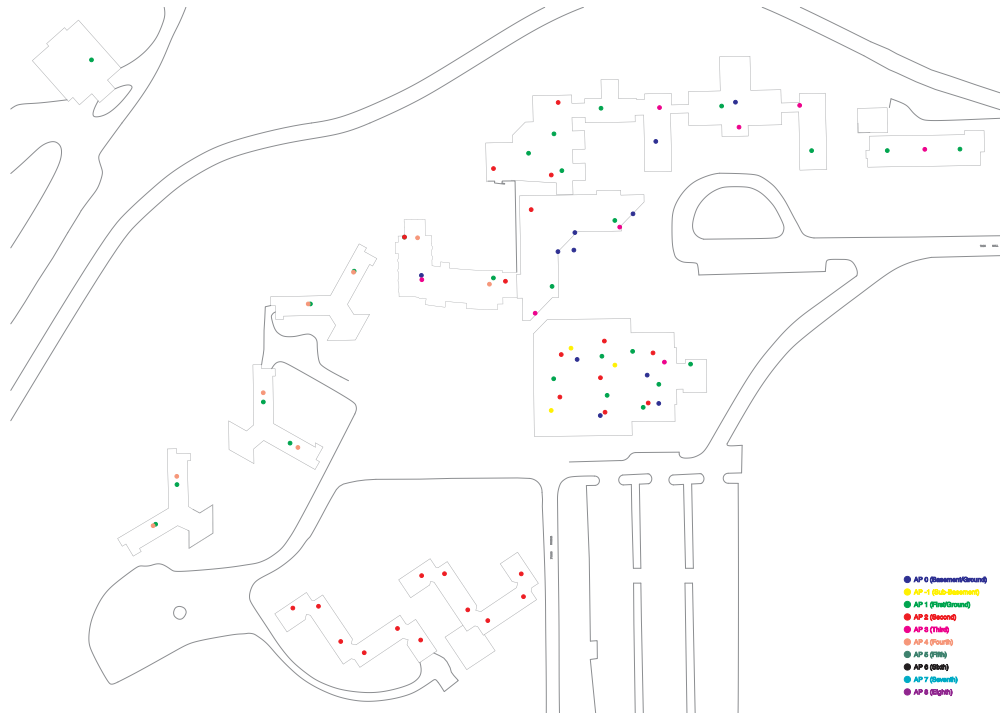 AP 0 (Basement/Ground)
AP -1 (Sub-Basement)
AP 1 (First/Ground)
AP 2 (Second)
AP 3 (Third)
AP 4 (Fourth)
AP 5 (Fifth)
AP 6 (Sixth)
AP 7 (Seventh)
AP 8 (Eighth)